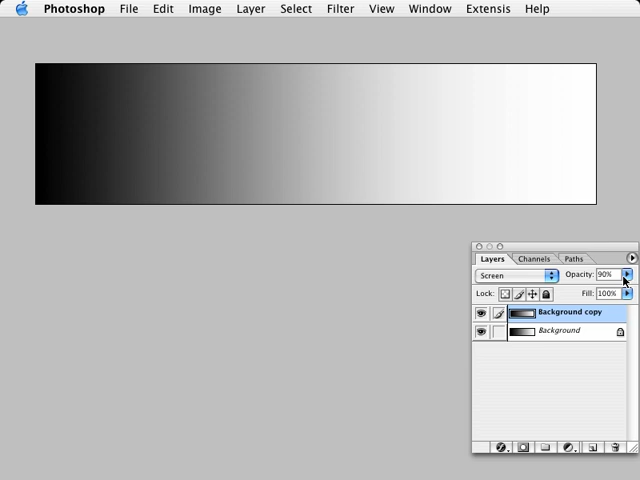 Photoshop File Edit Image Layer Select Filter View Window Extensis Help
Layers Channels Paths
Screen Opacity: 90%
Lock: Fill: 100%
Background copy
Background